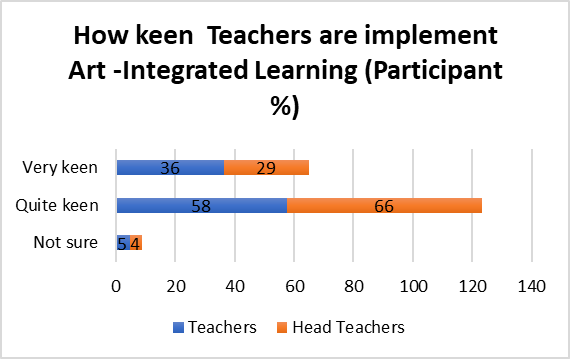 How keen Teachers are implement
Art -Integrated Learning (Participant
%)
Very keen 36 29
Quite keen 58 66
Not sure 5 4
0 20 40 60 80 100 120 140
Teachers Head Teachers